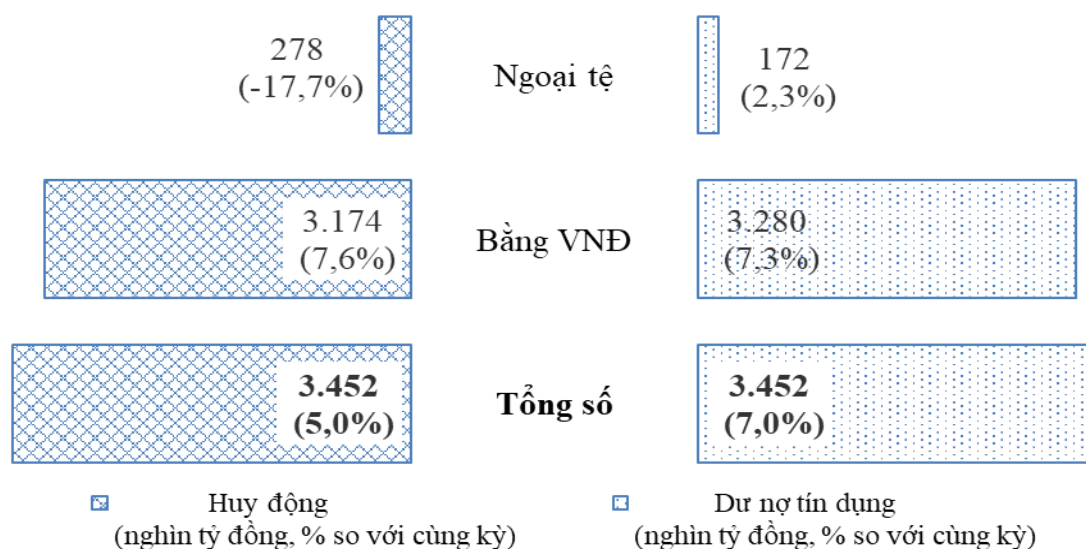 278
(-17,7%)
Ngoại tệ
172
(2,3%)
3.174
(7,6%)
Bằng VNĐ
3.280
(7,3%)
3.452
(5,0%)
Tổng số
3.452
(7,0%)
Huy động
(nghìn tỷ đồng, % so với cùng kỳ)
Dư nợ tín dụng
(nghìn tỷ đồng, % so với cùng kỳ)